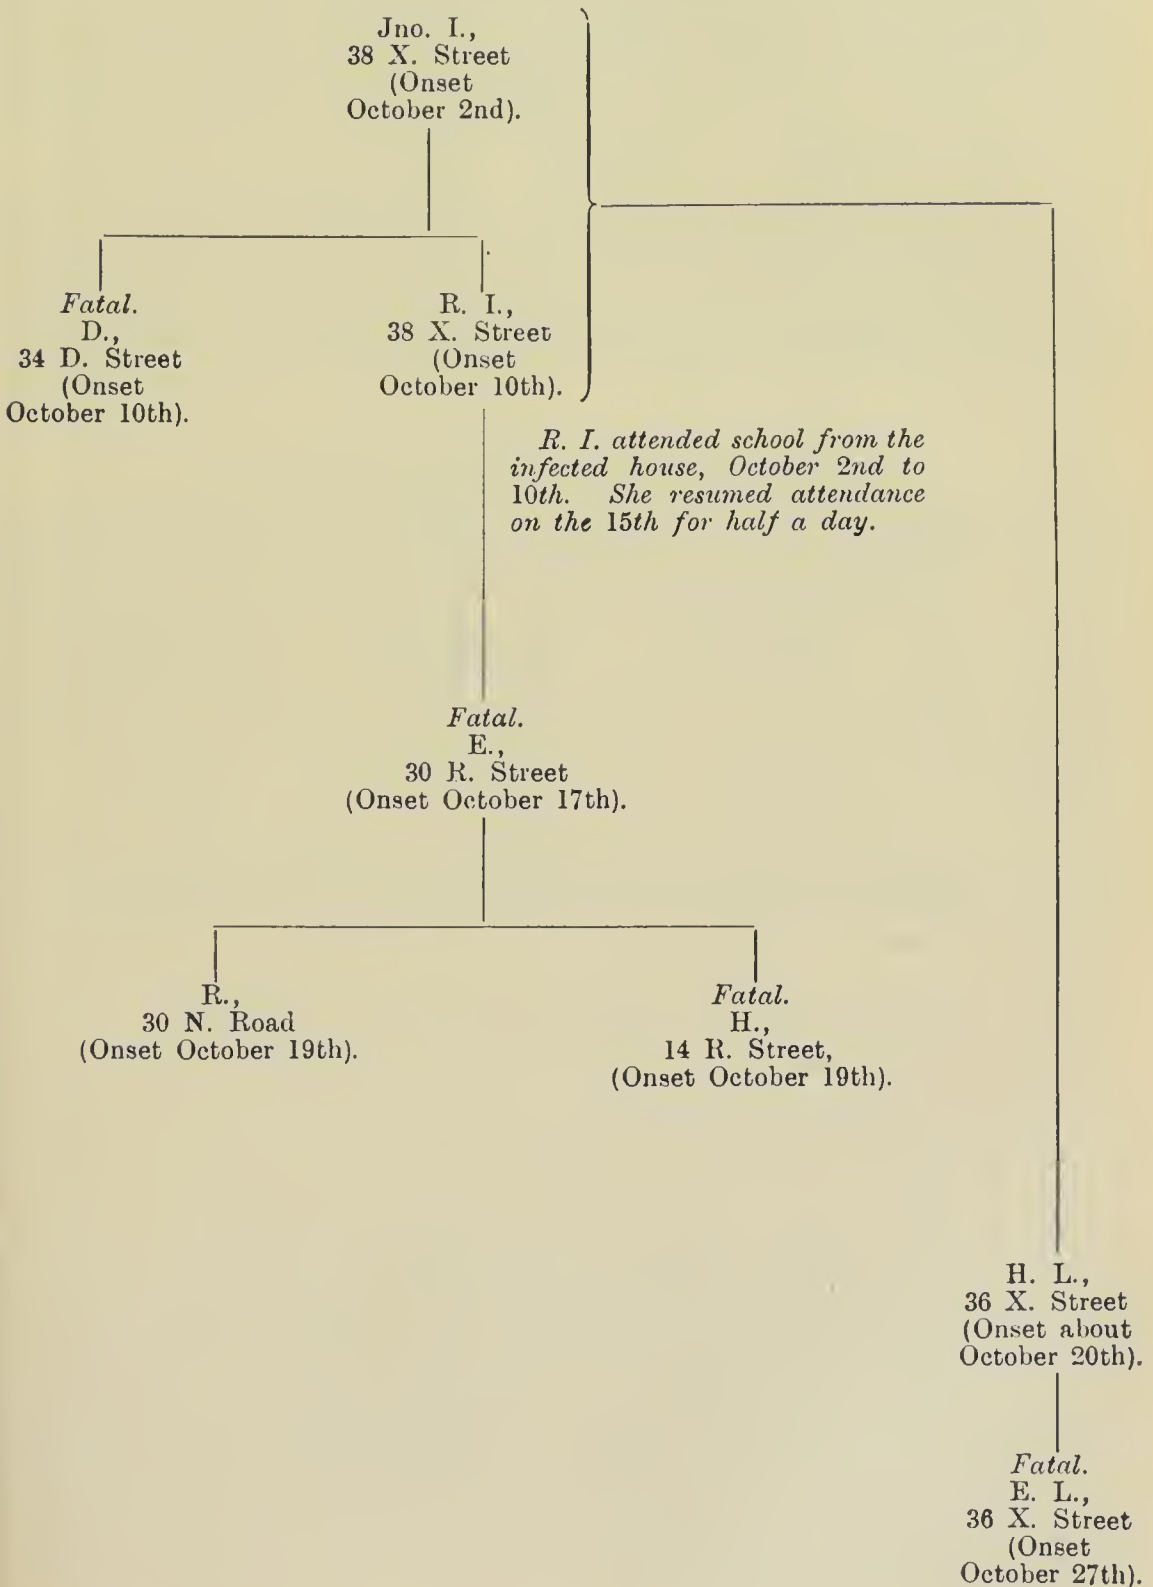 Jno. I.,
38 X. Street
(Onset
October 2nd).
Fatal.
D.,
34 D. Street
(Onset
October 10th).
R. I.,
38 X. Street
(Onset
October 10th).
R. I. attended school from the
infected house, October 2nd to
10th. She resumed attendance
on the 15th for half a day.
Fatal.
E.,
30 R. Street
(Onset October 17th).
R.,
30 N. Road
(Onset October 19th).
Fatal.
H.,
14 R. Street,
(Onset October 19th).
H. L.,
36 X. Street
(Onset about
October 20th).
Fatal.
E. L.,
36 X. Street
(Onset
October 27th).